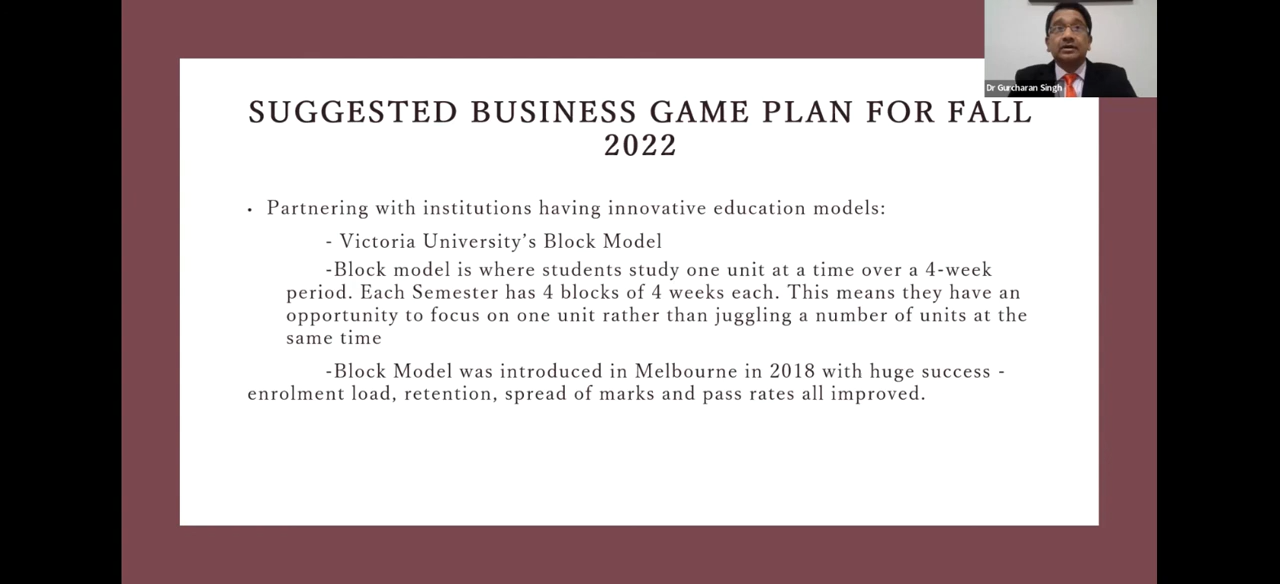 SUGGESTED BUSINESS GAME PLAN FOR FALL
2022
Dr Gurcharan Singh
• Partnering with institutions having innovative education models:
- Victoria University’s Block Model
-Block model is where students study one unit at a time over a 4-week
period. Each Semester has 4 blocks of 4 weeks each. This means they have an
opportunity to focus on one unit rather than juggling a number of units at the
same time
-Block Model was introduced in Melbourne in 2018 with huge success -
enrolment load, retention, spread of marks and pass rates all improved.